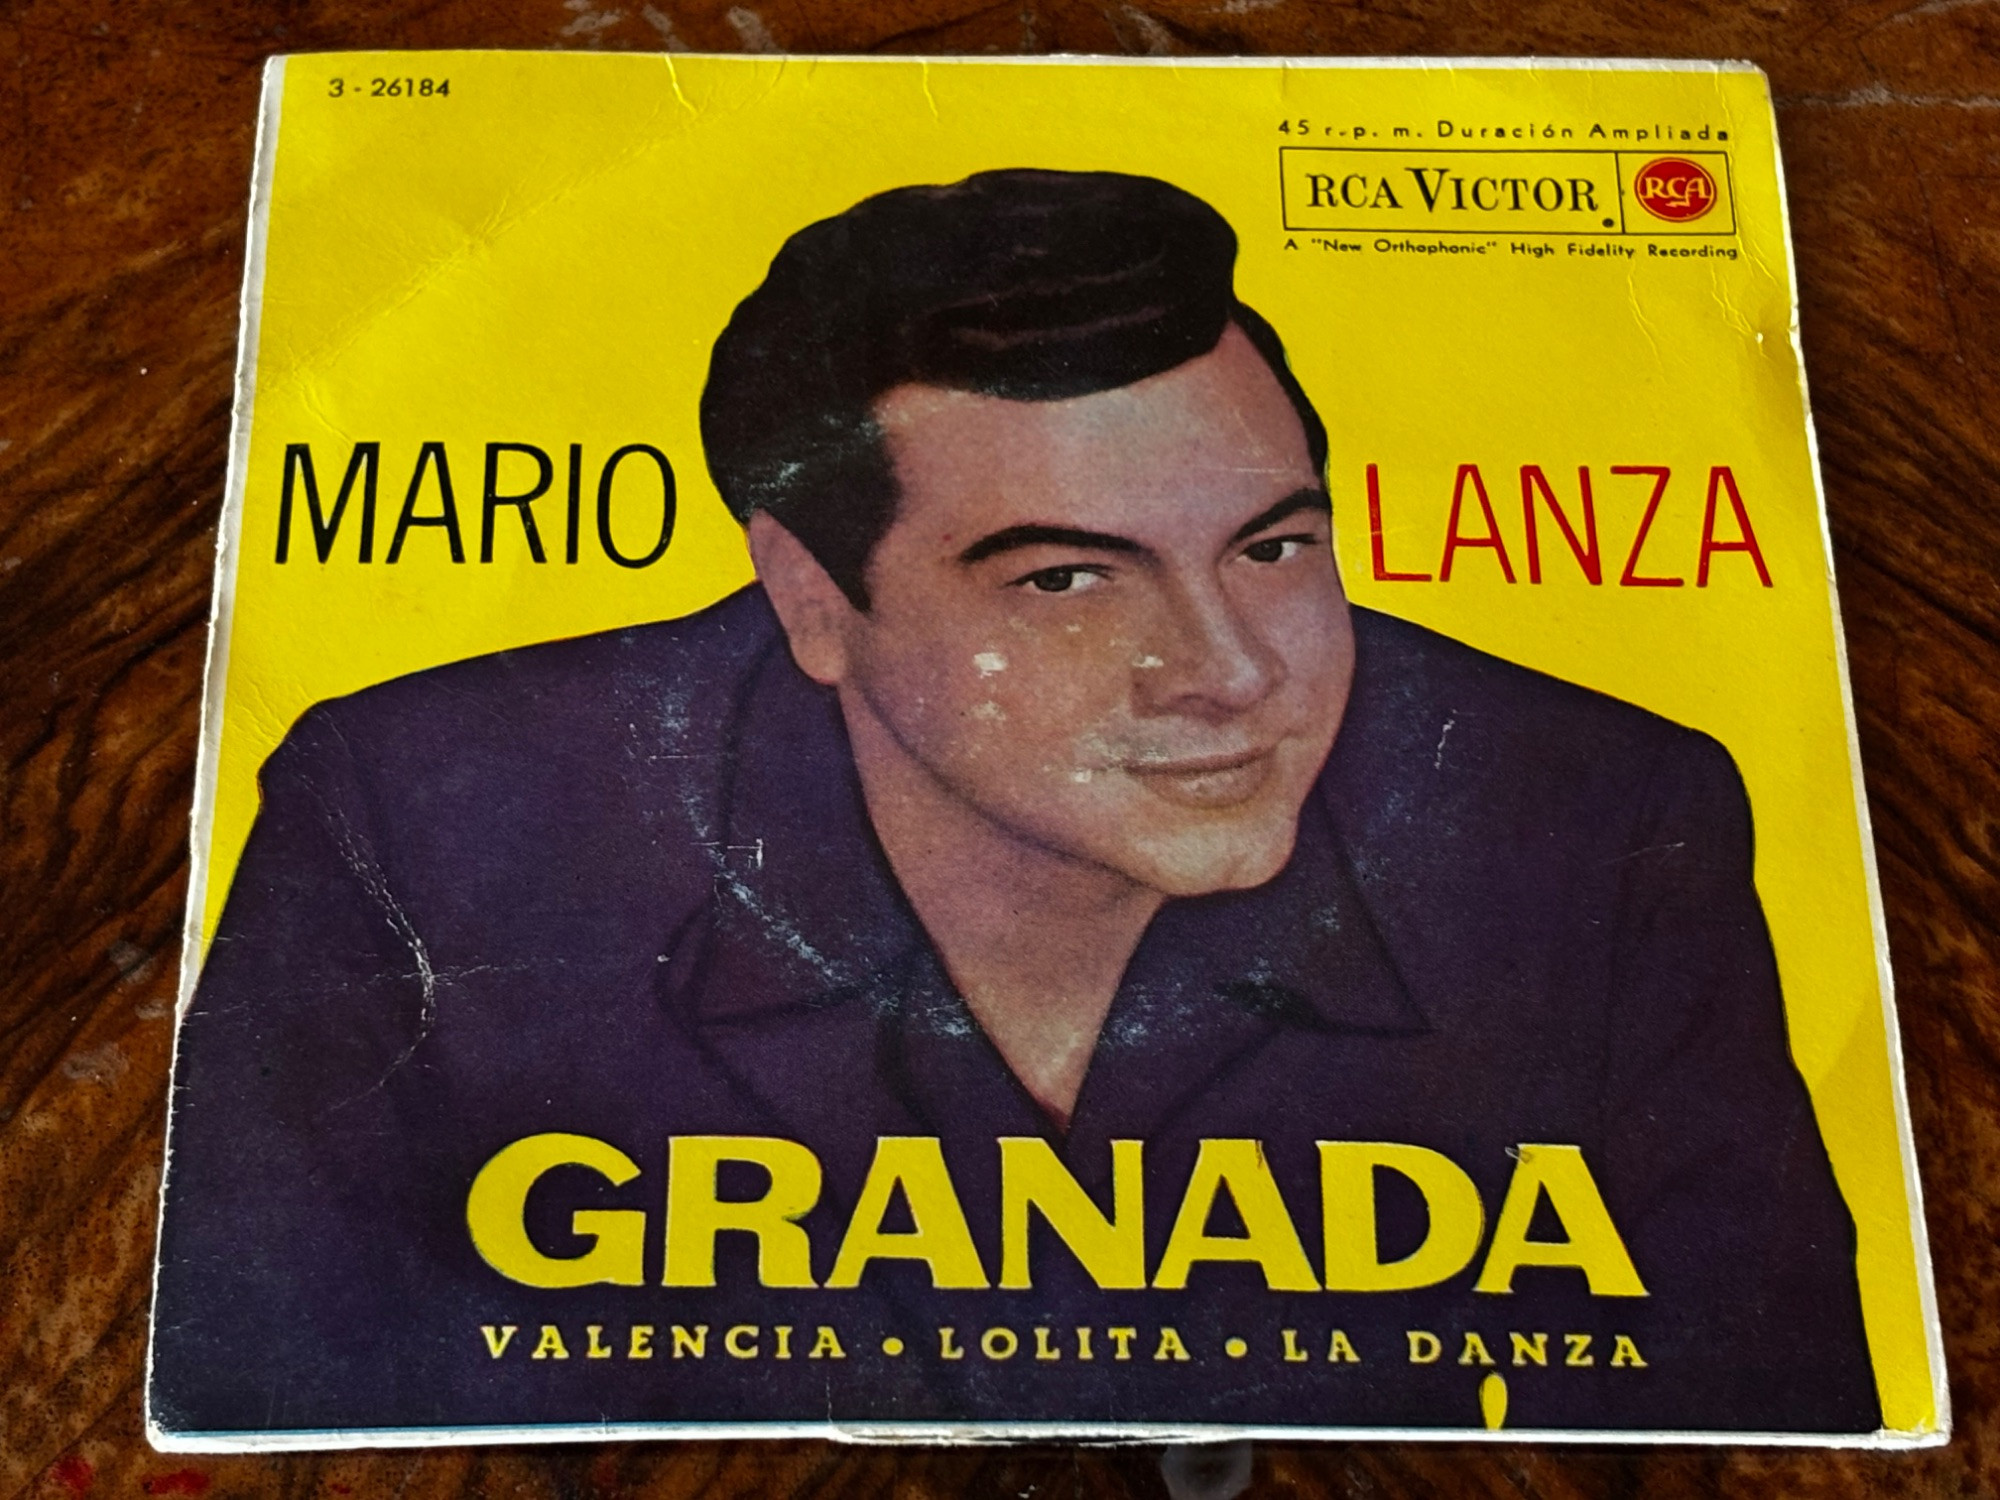 3 - 26184
45 r.p.m. Duración Ampliada
RCA VICTOR
RCA
A "New Orthophonic" High Fidelity Recording
MARIO LANZA
GRANADA
VALENCIA • LOLITA • LA DANZA